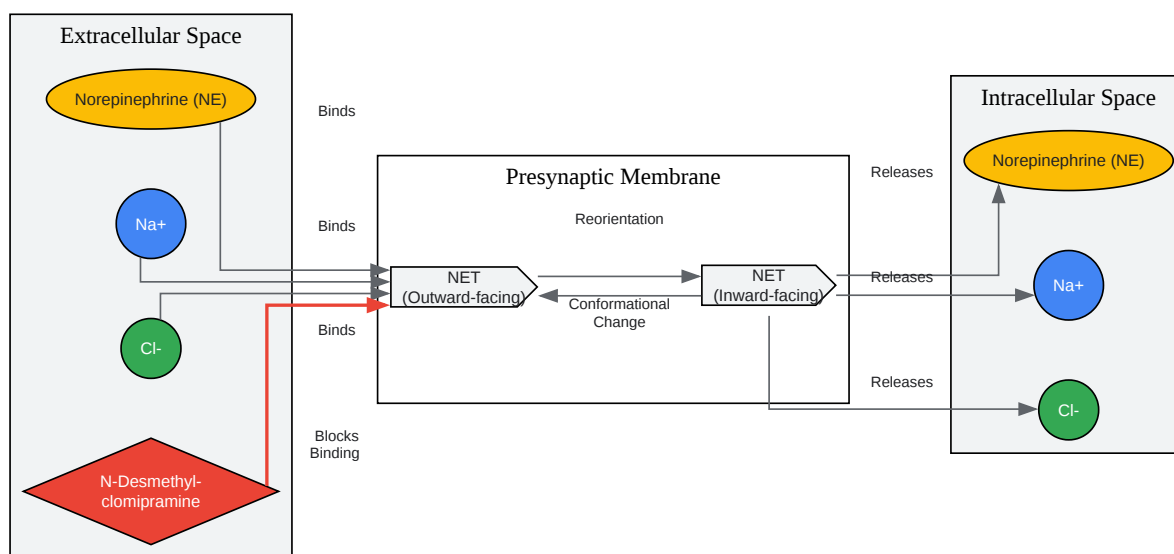 Extracellular Space
Norepinephrine (NE)
Na+
Cl-
N-Desmethyl-
clomipramine
Binds
Binds
Binds
Blocks
Binding
Presynaptic Membrane
Reorientation
NET
(Outward-facing)
Conformational
Change
NET
(Inward-facing)
Releases
Releases
Releases
Intracellular Space
Norepinephrine (NE)
Na+
Cl-